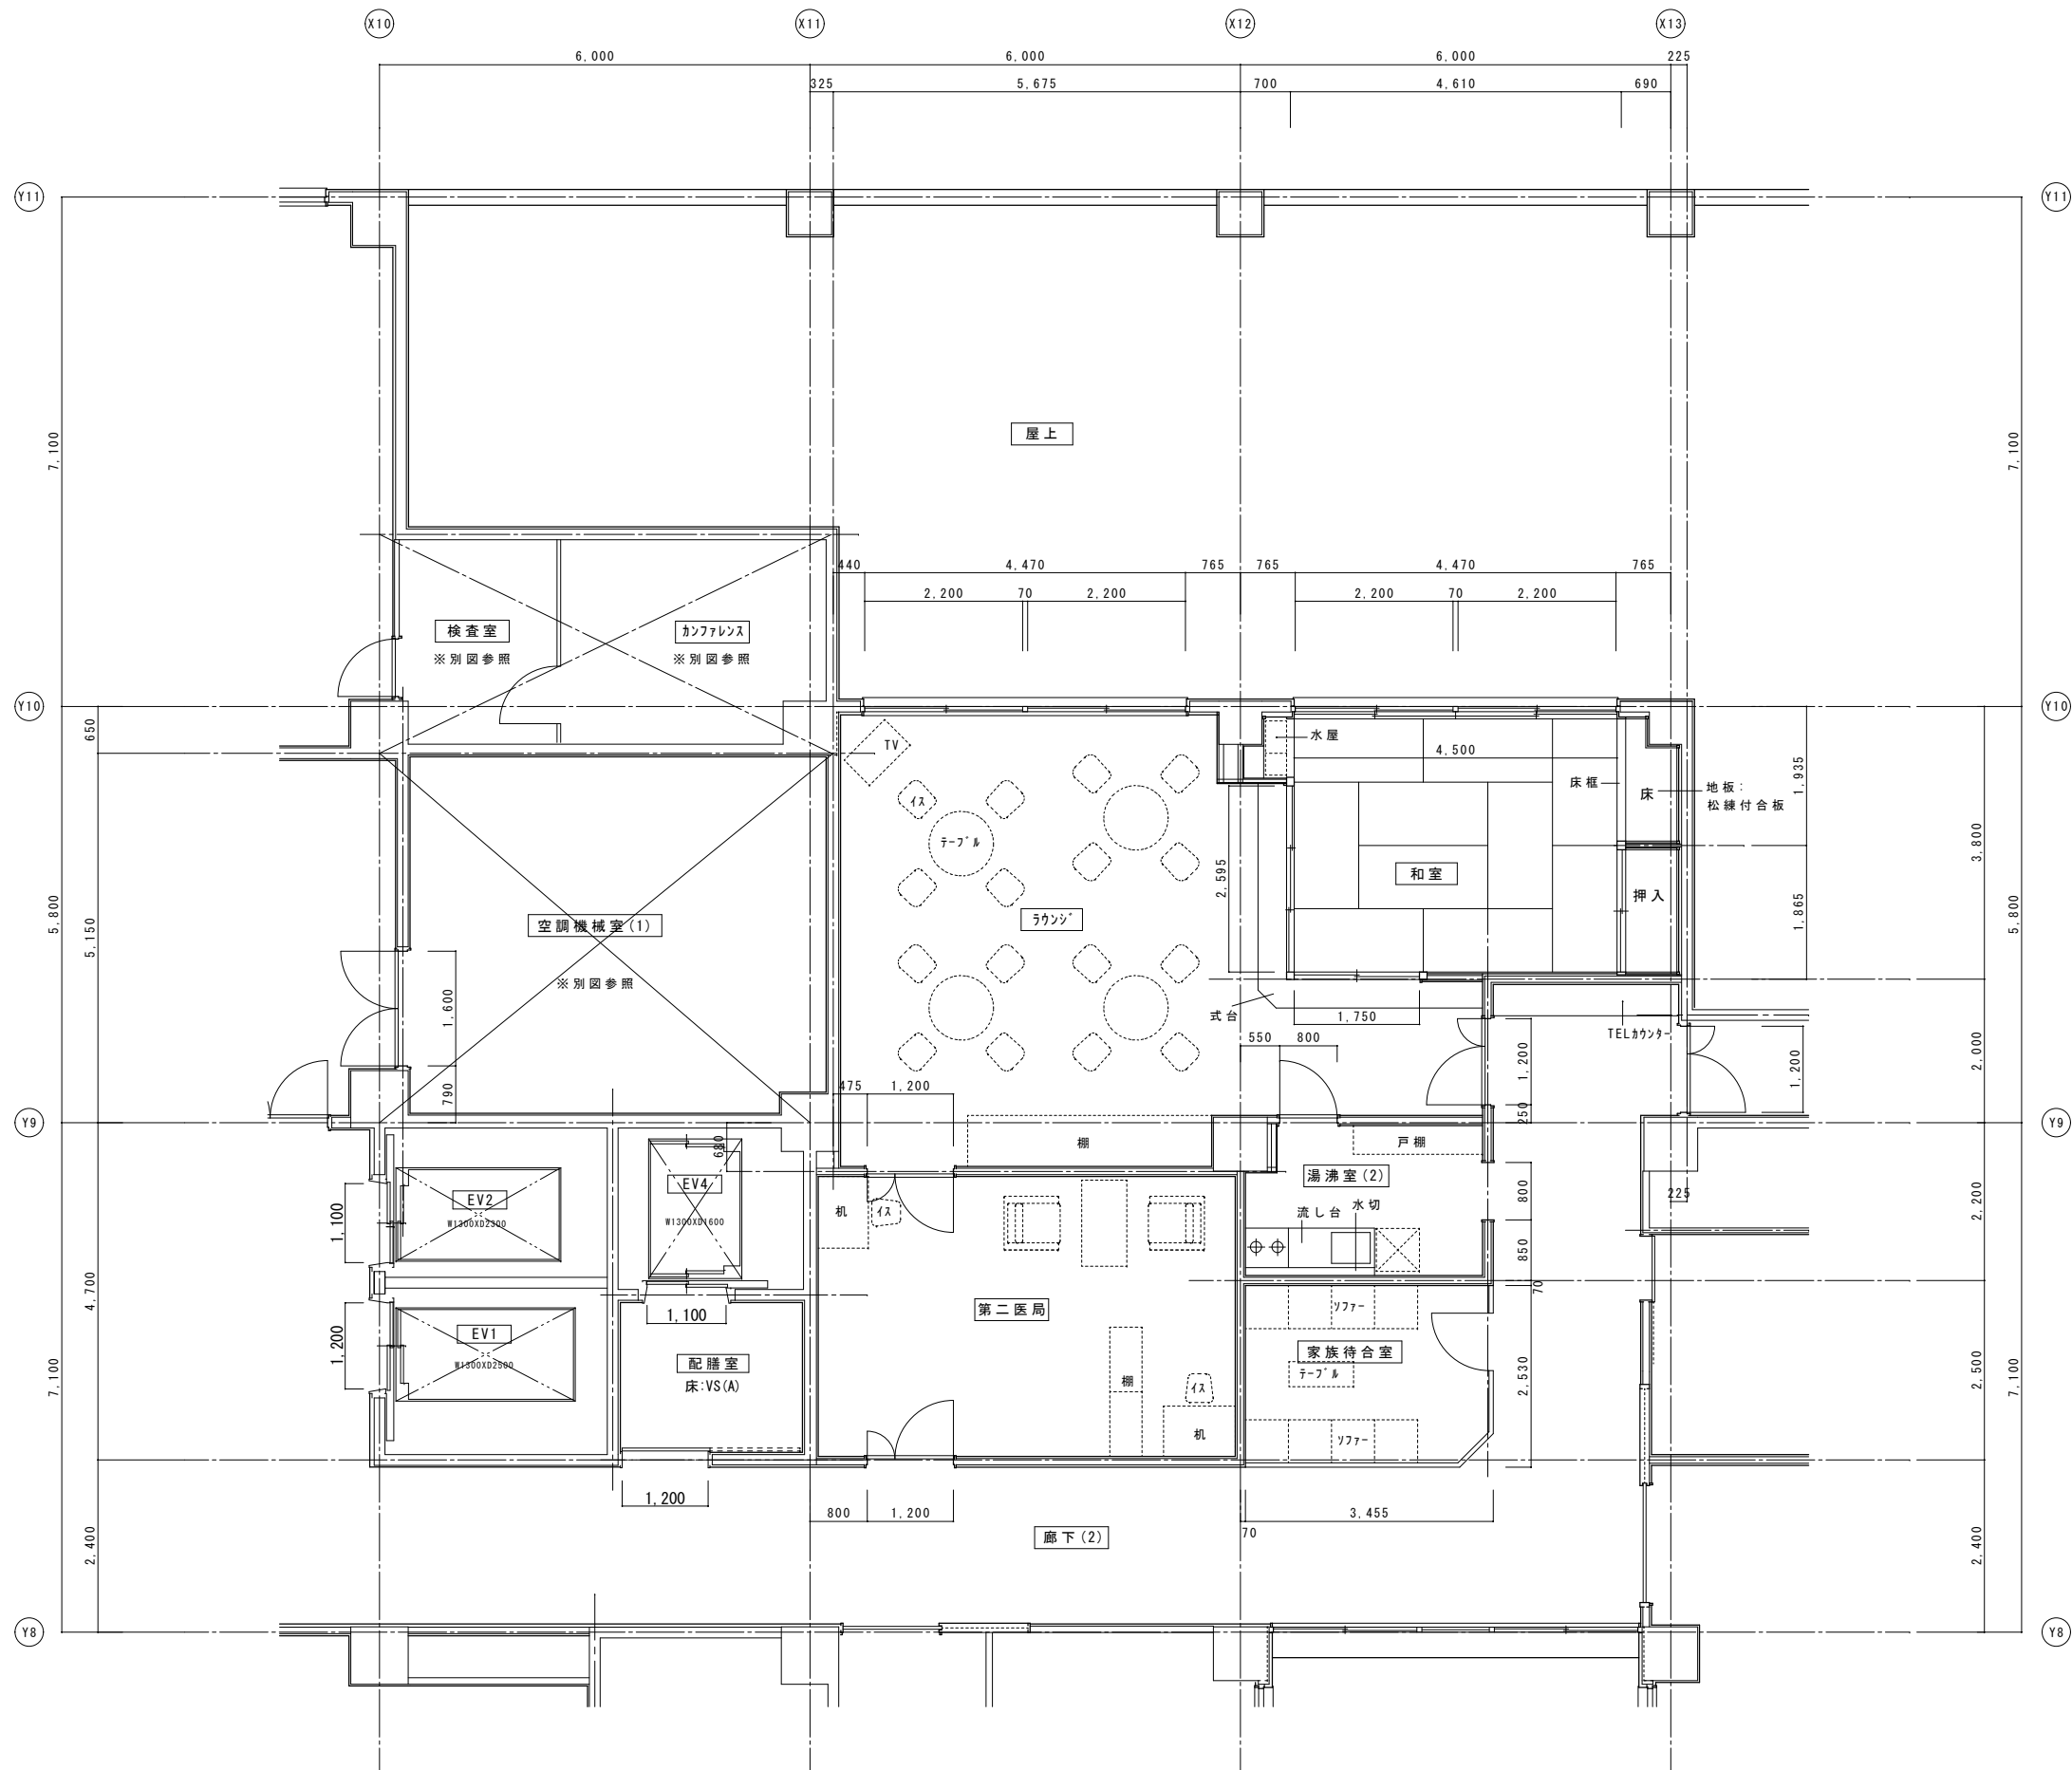 X10
X11
X12
X13
6,000
6,000
6,000
225
325
5,675
700
4,610
690
Y11
Y11
7,100
7,100
屋上
440
4,470
765
765
4,470
765
2,200
70
2,200
2,200
70
2,200
検査室
※別図参照
カンファレンス
※別図参照
Y10
Y10
650
TV
水屋
4,500
床框
床
地板：
松練付合板
1,935
イス
テーブル
3,800
2,595
和室
押入
1,865
5,800
5,150
空調機械室(1)
※別図参照
ラウンジ
5,800
1,600
790
式台
1,750
TELカウンター
550
800
1,200
250
1,200
2,000
475
1,200
Y9
Y9
680
棚
戸棚
湯沸室(2)
EV2
W1300XD2300
EV4
W1300XD1600
1,100
机
イス
流し台
水切
800
850
70
225
2,200
4,700
1,200
EV1
W1300XD2500
1,100
配膳室
床:VS(A)
第二医局
ソファー
家族待合室
テーブル
棚
イス
机
ソファー
2,530
2,500
7,100
7,100
1,200
800
1,200
70
3,455
廊下(2)
2,400
2,400
Y8
Y8